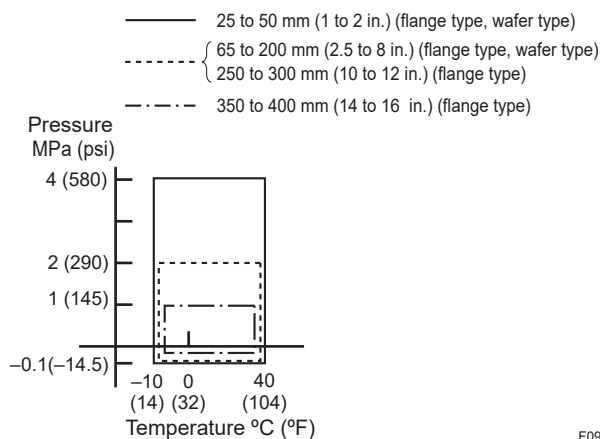 25 to 50 mm (1 to 2 in.) (flange type, wafer type)
65 to 200 mm (2.5 to 8 in.) (flange type, wafer type)
250 to 300 mm (10 to 12 in.) (flange type)
350 to 400 mm (14 to 16 in.) (flange type)
Pressure
MPa (psi)
4 (580)
2 (290)
1 (145)
–0.1(–14.5)
–10 0 40
(14) (32) (104)
Temperature ºC (ºF)